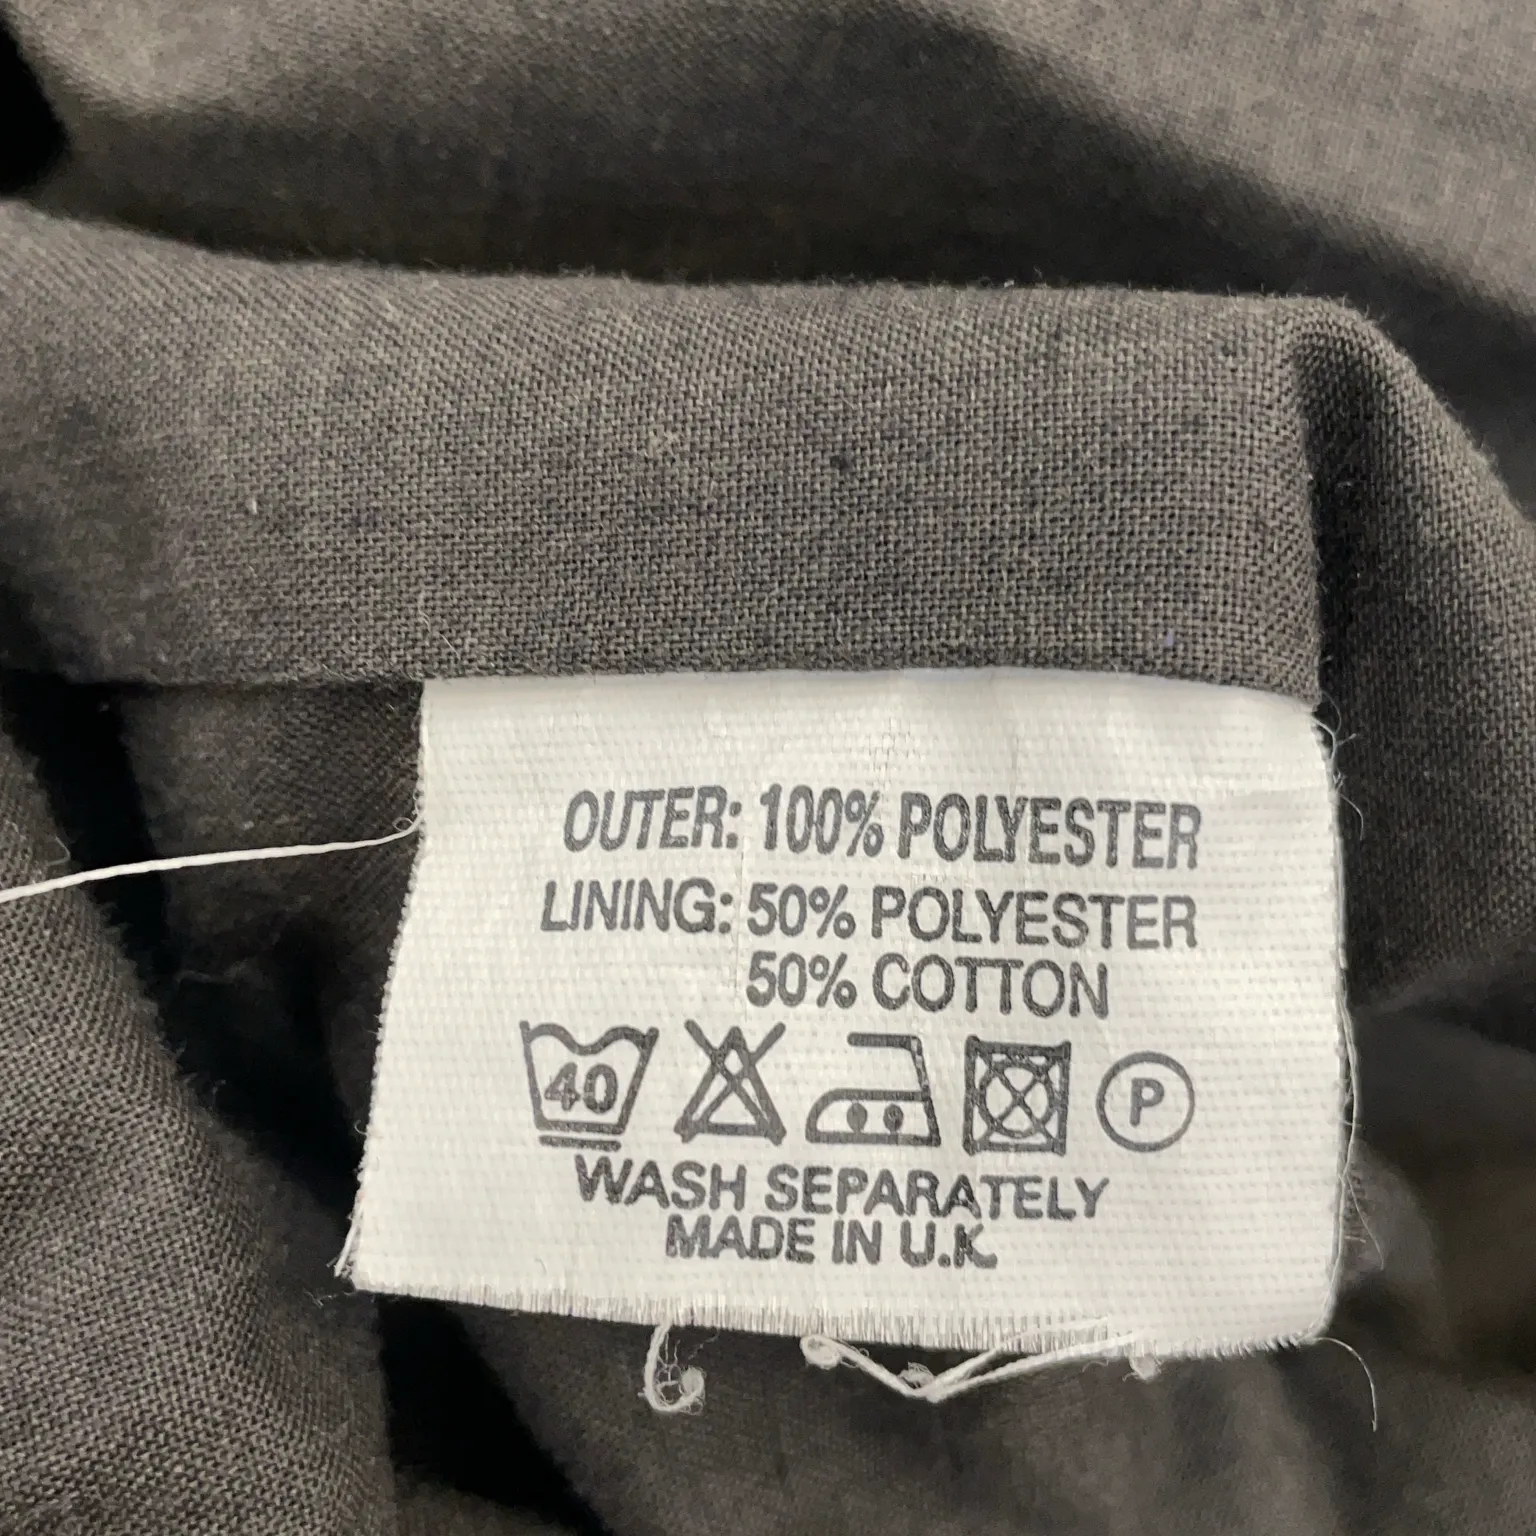 OUTER: 100% POLYESTER
LINING: 50% POLYESTER
50% COTTON
40 P
WASH SEPARATELY
MADE IN U.K.